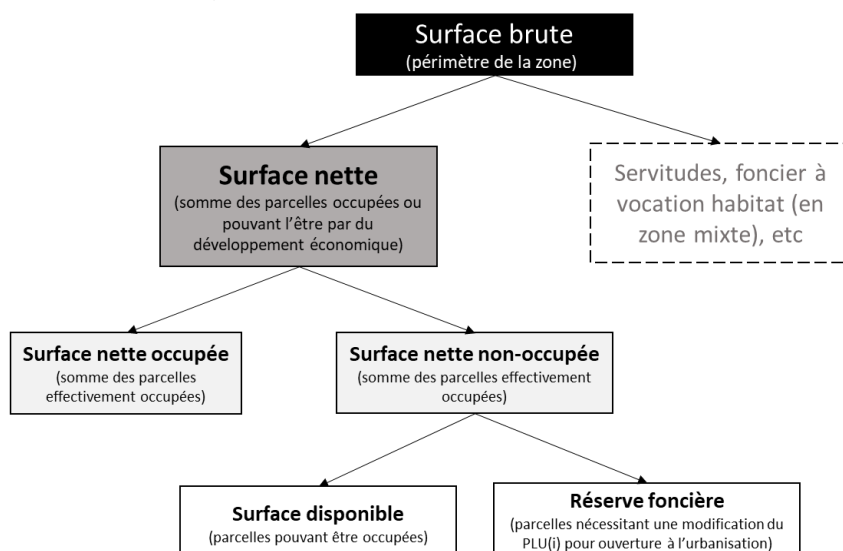 Surface brute
(périmètre de la zone)
Surface nette
(somme des parcelles occupées ou
pouvant l'être par du
développement économique)
Servitudes, foncier à
vocation habitat (en
zone mixte), etc
Surface nette occupée
(somme des parcelles
effectivement occupées)
Surface nette non-occupée
(somme des parcelles effectivement
occupées)
Surface disponible
(parcelles pouvant être occupées)
Réserve foncière
(parcelles nécessitant une modification du
PLU(i) pour ouverture à l'urbanisation)